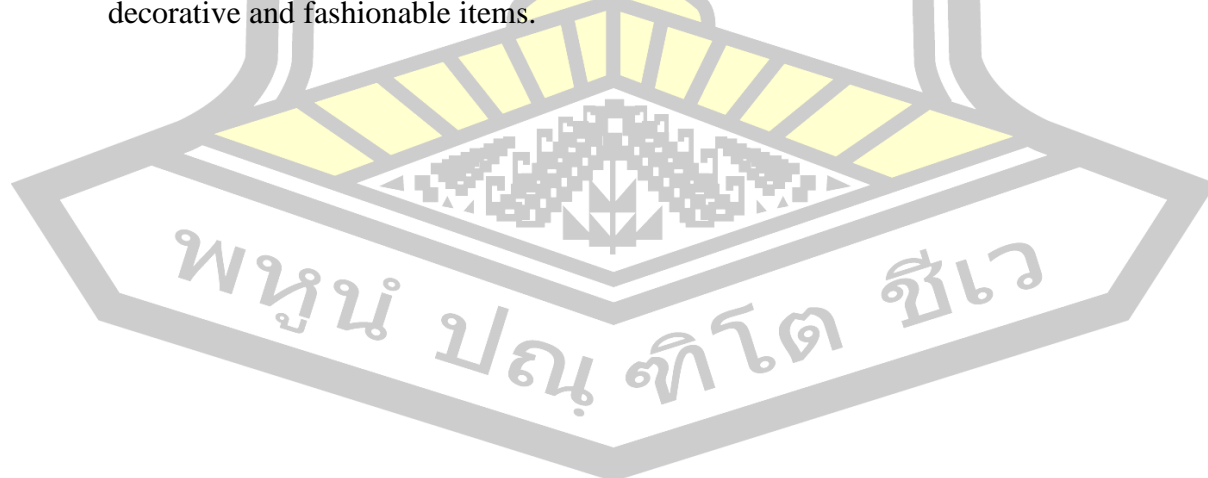 decorative and fashionable items.
พหูนํ ปณฺฑิโต ชีเว